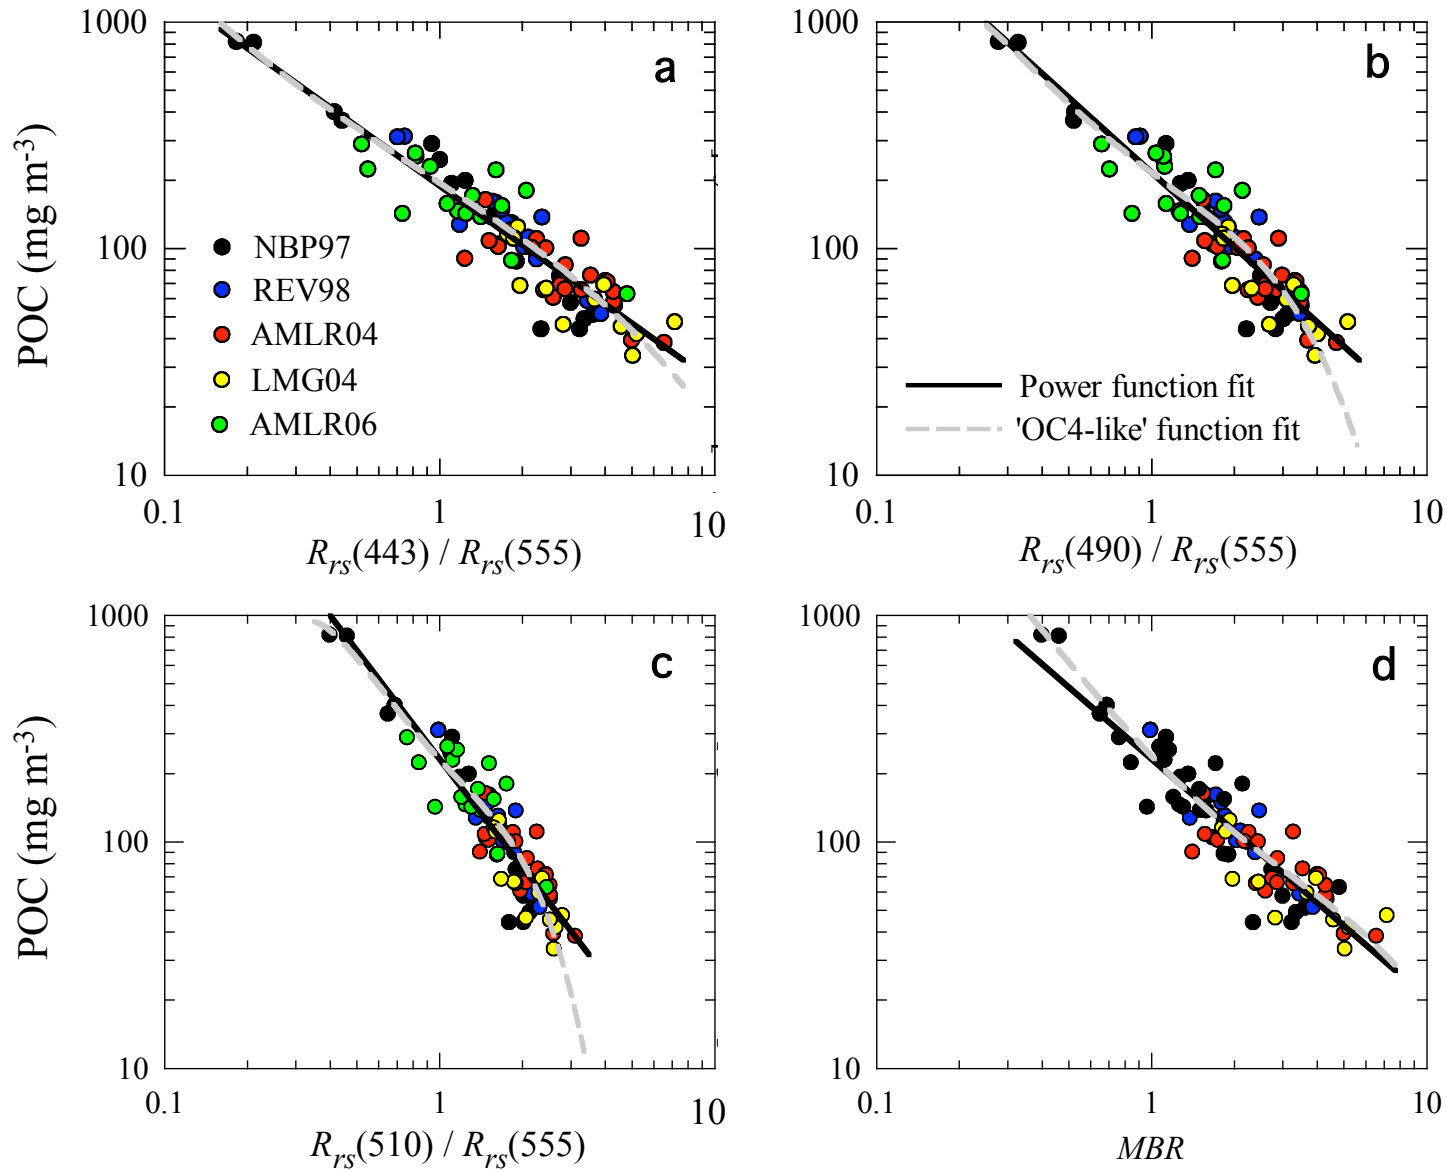 1000
a
100
10
POC (mg m-3)
NBP97
REV98
AMLR04
LMG04
AMLR06
0.1
1
10
Rrs(443) / Rrs(555)
1000
b
100
10
Power function fit
'OC4-like' function fit
0.1
1
10
Rrs(490) / Rrs(555)
1000
c
100
10
POC (mg m-3)
0.1
1
10
Rrs(510) / Rrs(555)
1000
d
100
10
0.1
1
10
MBR